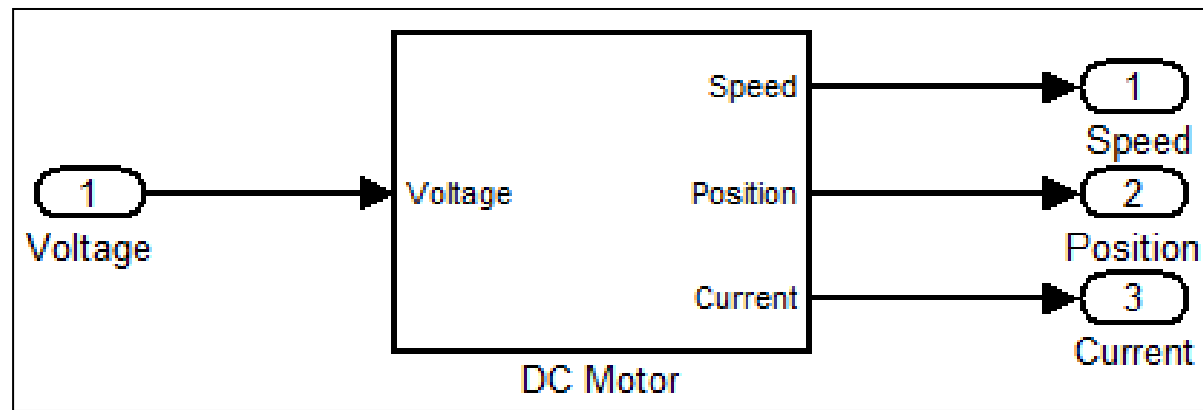 1
Voltage
Voltage
Speed
Position
Current
DC Motor
1
Speed
2
Position
3
Current